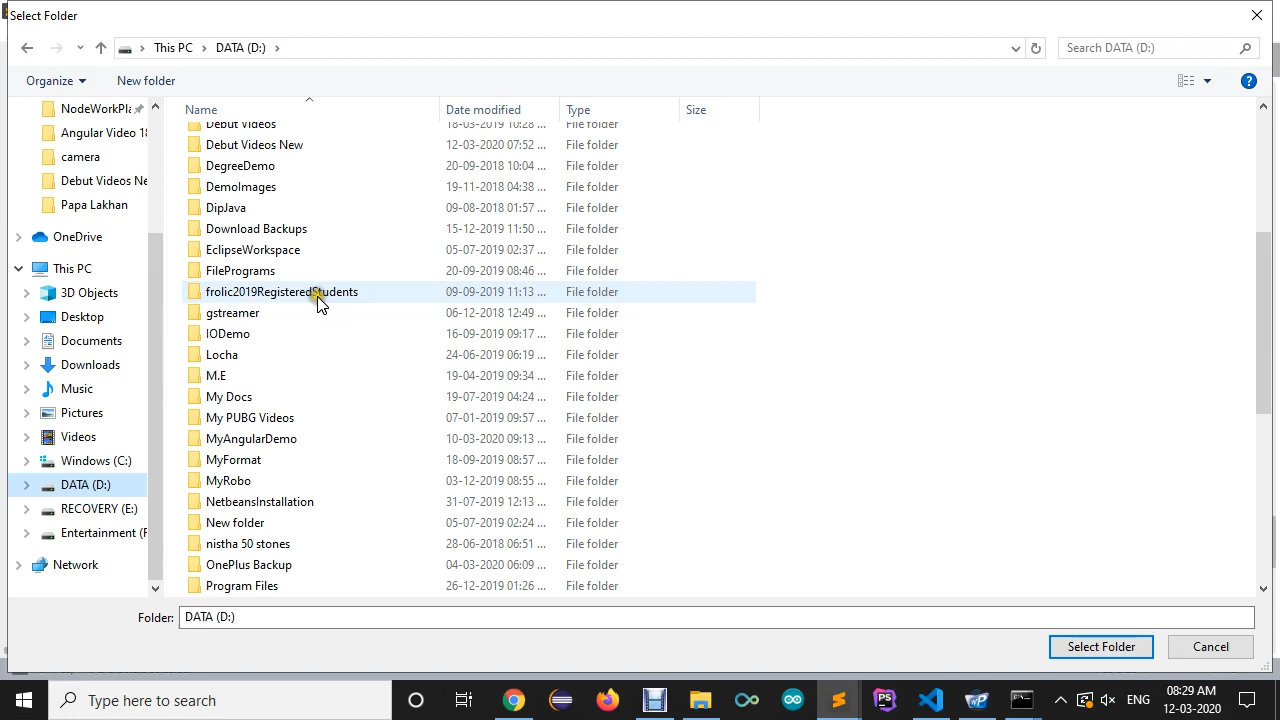 Select Folder
This PC > DATA (D:) >
Search DATA (D:)
Organize
New folder
Name
Date modified
Type
Size
NodeWorkPla
Angular Video 18
camera
Debut Videos Ne
Papa Lakhan
OneDrive
This PC
3D Objects
Desktop
Documents
Downloads
Music
Pictures
Videos
Windows (C:)
DATA (D:)
RECOVERY (E:)
Entertainment (F
Network
Debut Videos 18-03-2019 10:28 ... File folder
Debut Videos New 12-03-2020 07:52 ... File folder
DegreeDemo 20-09-2018 10:04 ... File folder
DemoImages 19-11-2018 04:38 ... File folder
DipJava 09-08-2018 01:57 ... File folder
Download Backups 15-12-2019 11:50 ... File folder
EclipseWorkspace 05-07-2019 02:37 ... File folder
FilePrograms 20-09-2019 08:46 ... File folder
frolic2019RegisteredStudents 09-09-2019 11:13 ... File folder
gstreamer 06-12-2018 12:49 ... File folder
IODemo 16-09-2019 09:17 ... File folder
Locha 24-06-2019 06:19 ... File folder
M.E 19-04-2019 09:34 ... File folder
My Docs 19-07-2019 04:24 ... File folder
My PUBG Videos 07-01-2019 09:57 ... File folder
MyAngularDemo 10-03-2020 09:13 ... File folder
MyFormat 18-09-2019 08:57 ... File folder
MyRobo 03-12-2019 08:55 ... File folder
NetbeansInstallation 31-07-2019 12:13 ... File folder
New folder 05-07-2019 02:24 ... File folder
nistha 50 stones 28-06-2018 06:51 ... File folder
OnePlus Backup 04-03-2020 06:09 ... File folder
Program Files 26-12-2019 01:26 ... File folder
Folder: DATA (D:)
Select Folder
Cancel
Type here to search
PS
ENG
08:29 AM
12-03-2020